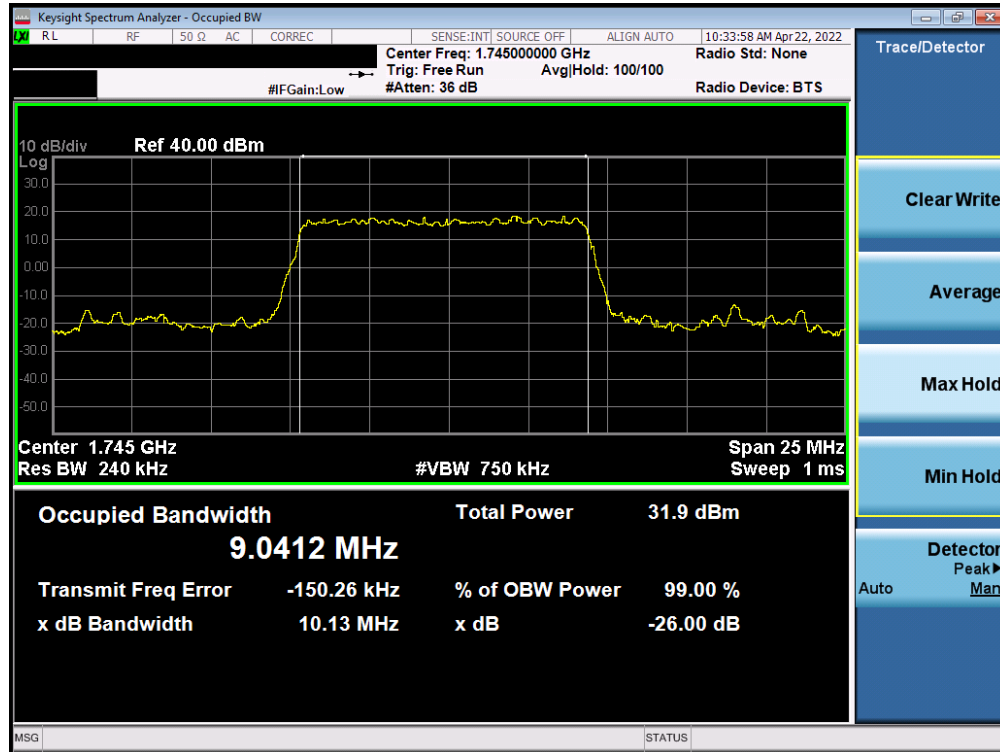 Keysight Spectrum Analyzer - Occupied BW
LXI RL RF 50 Ω AC CORREC SENSE:INT SOURCE OFF ALIGN AUTO 10:33:58 AM Apr 22, 2022
Center Freq: 1.745000000 GHz Radio Std: None
Trig: Free Run Avg|Hold: 100/100
#IFGain:Low #Atten: 36 dB Radio Device: BTS
10 dB/div Ref 40.00 dBm
Log
30.0
20.0
10.0
0.00
-10.0
-20.0
-30.0
-40.0
-50.0
Center 1.745 GHz Span 25 MHz
Res BW 240 kHz #VBW 750 kHz Sweep 1 ms
Occupied Bandwidth Total Power 31.9 dBm
9.0412 MHz
Transmit Freq Error -150.26 kHz % of OBW Power 99.00 %
x dB Bandwidth 10.13 MHz x dB -26.00 dB
MSG STATUS
Trace/Detector
Clear Write
Average
Max Hold
Min Hold
Detector
Peak▶
Auto Man